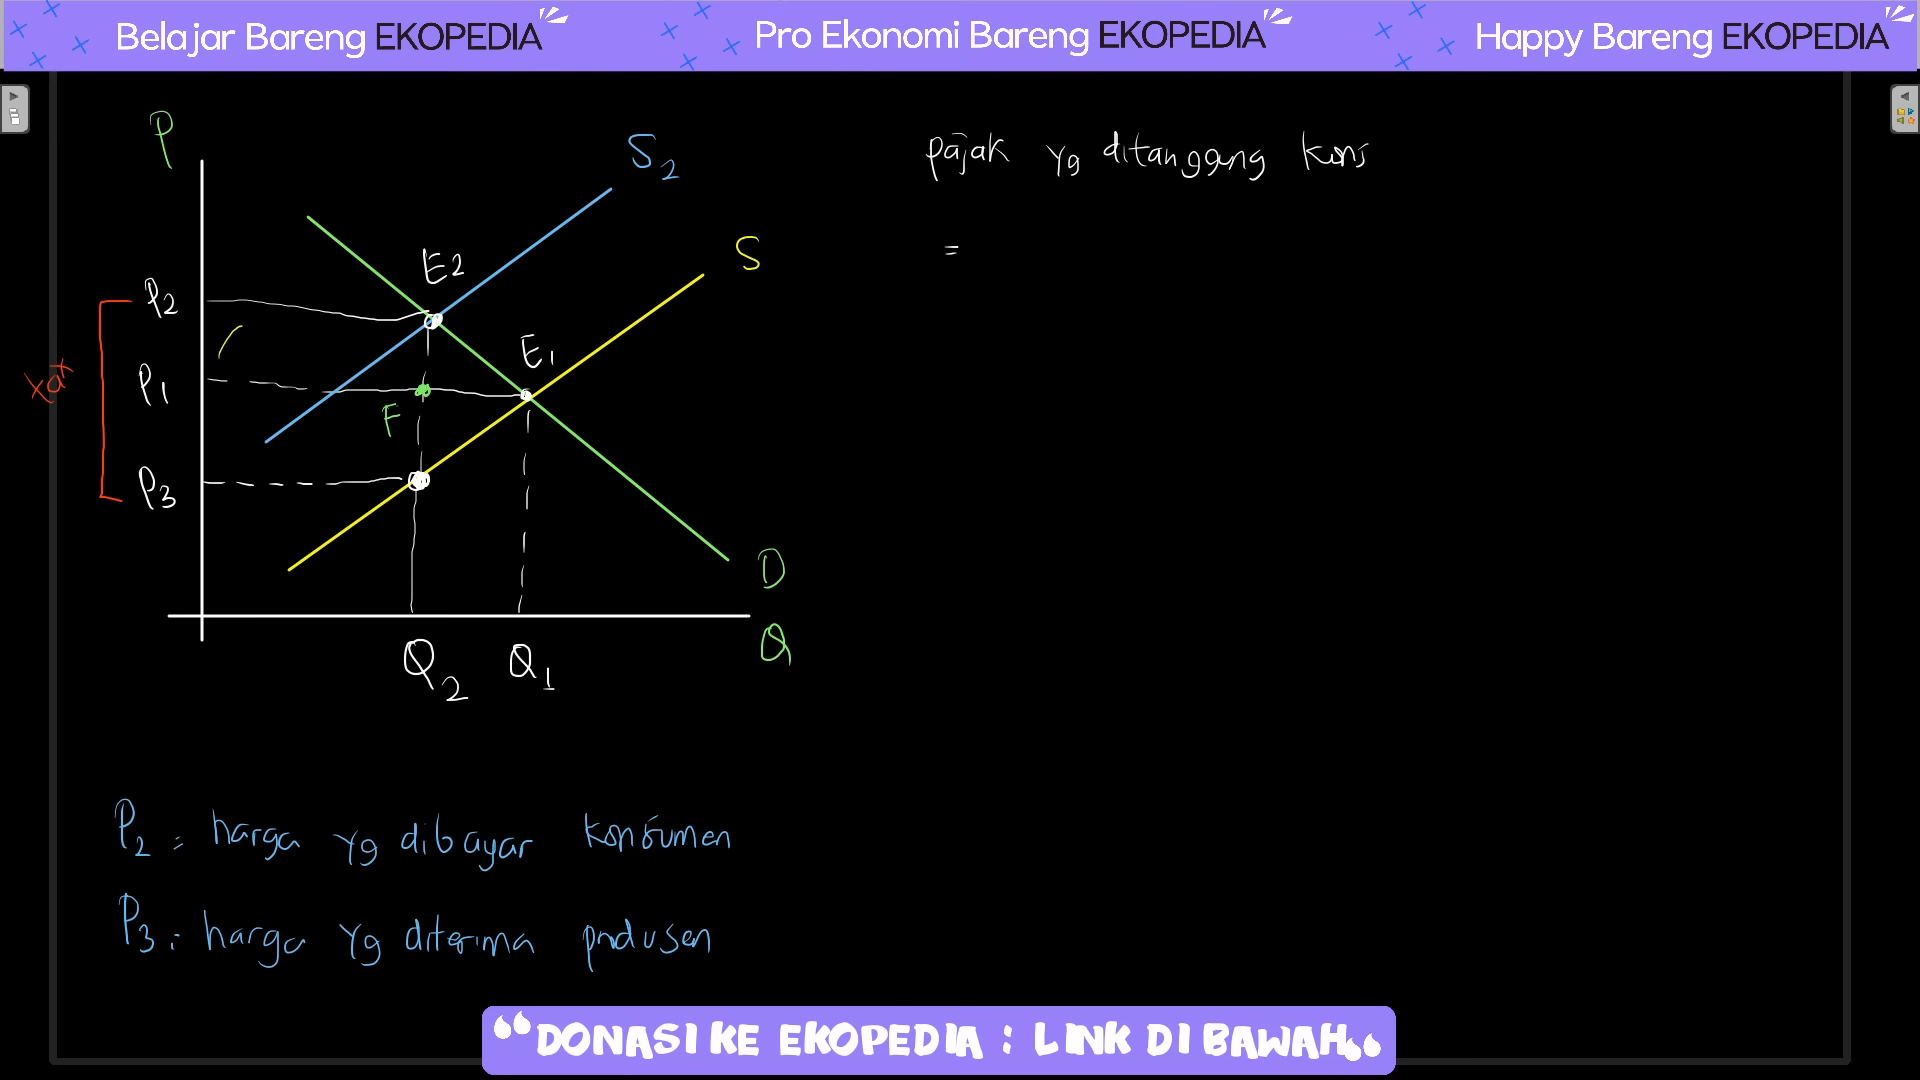 Belajar Bareng EKOPEDIA Pro Ekonomi Bareng EKOPEDIA Happy Bareng EKOPEDIA
P
S2
pajak yg ditanggang kons
=
S
E2
P2
E1
P1
F
P3
D
Q
Q2 Q1
P2 = harga yg dibayar konsumen
P3 : harga yg diterima produsen
DONASI KE EKOPEDIA : LINK DI BAWAH